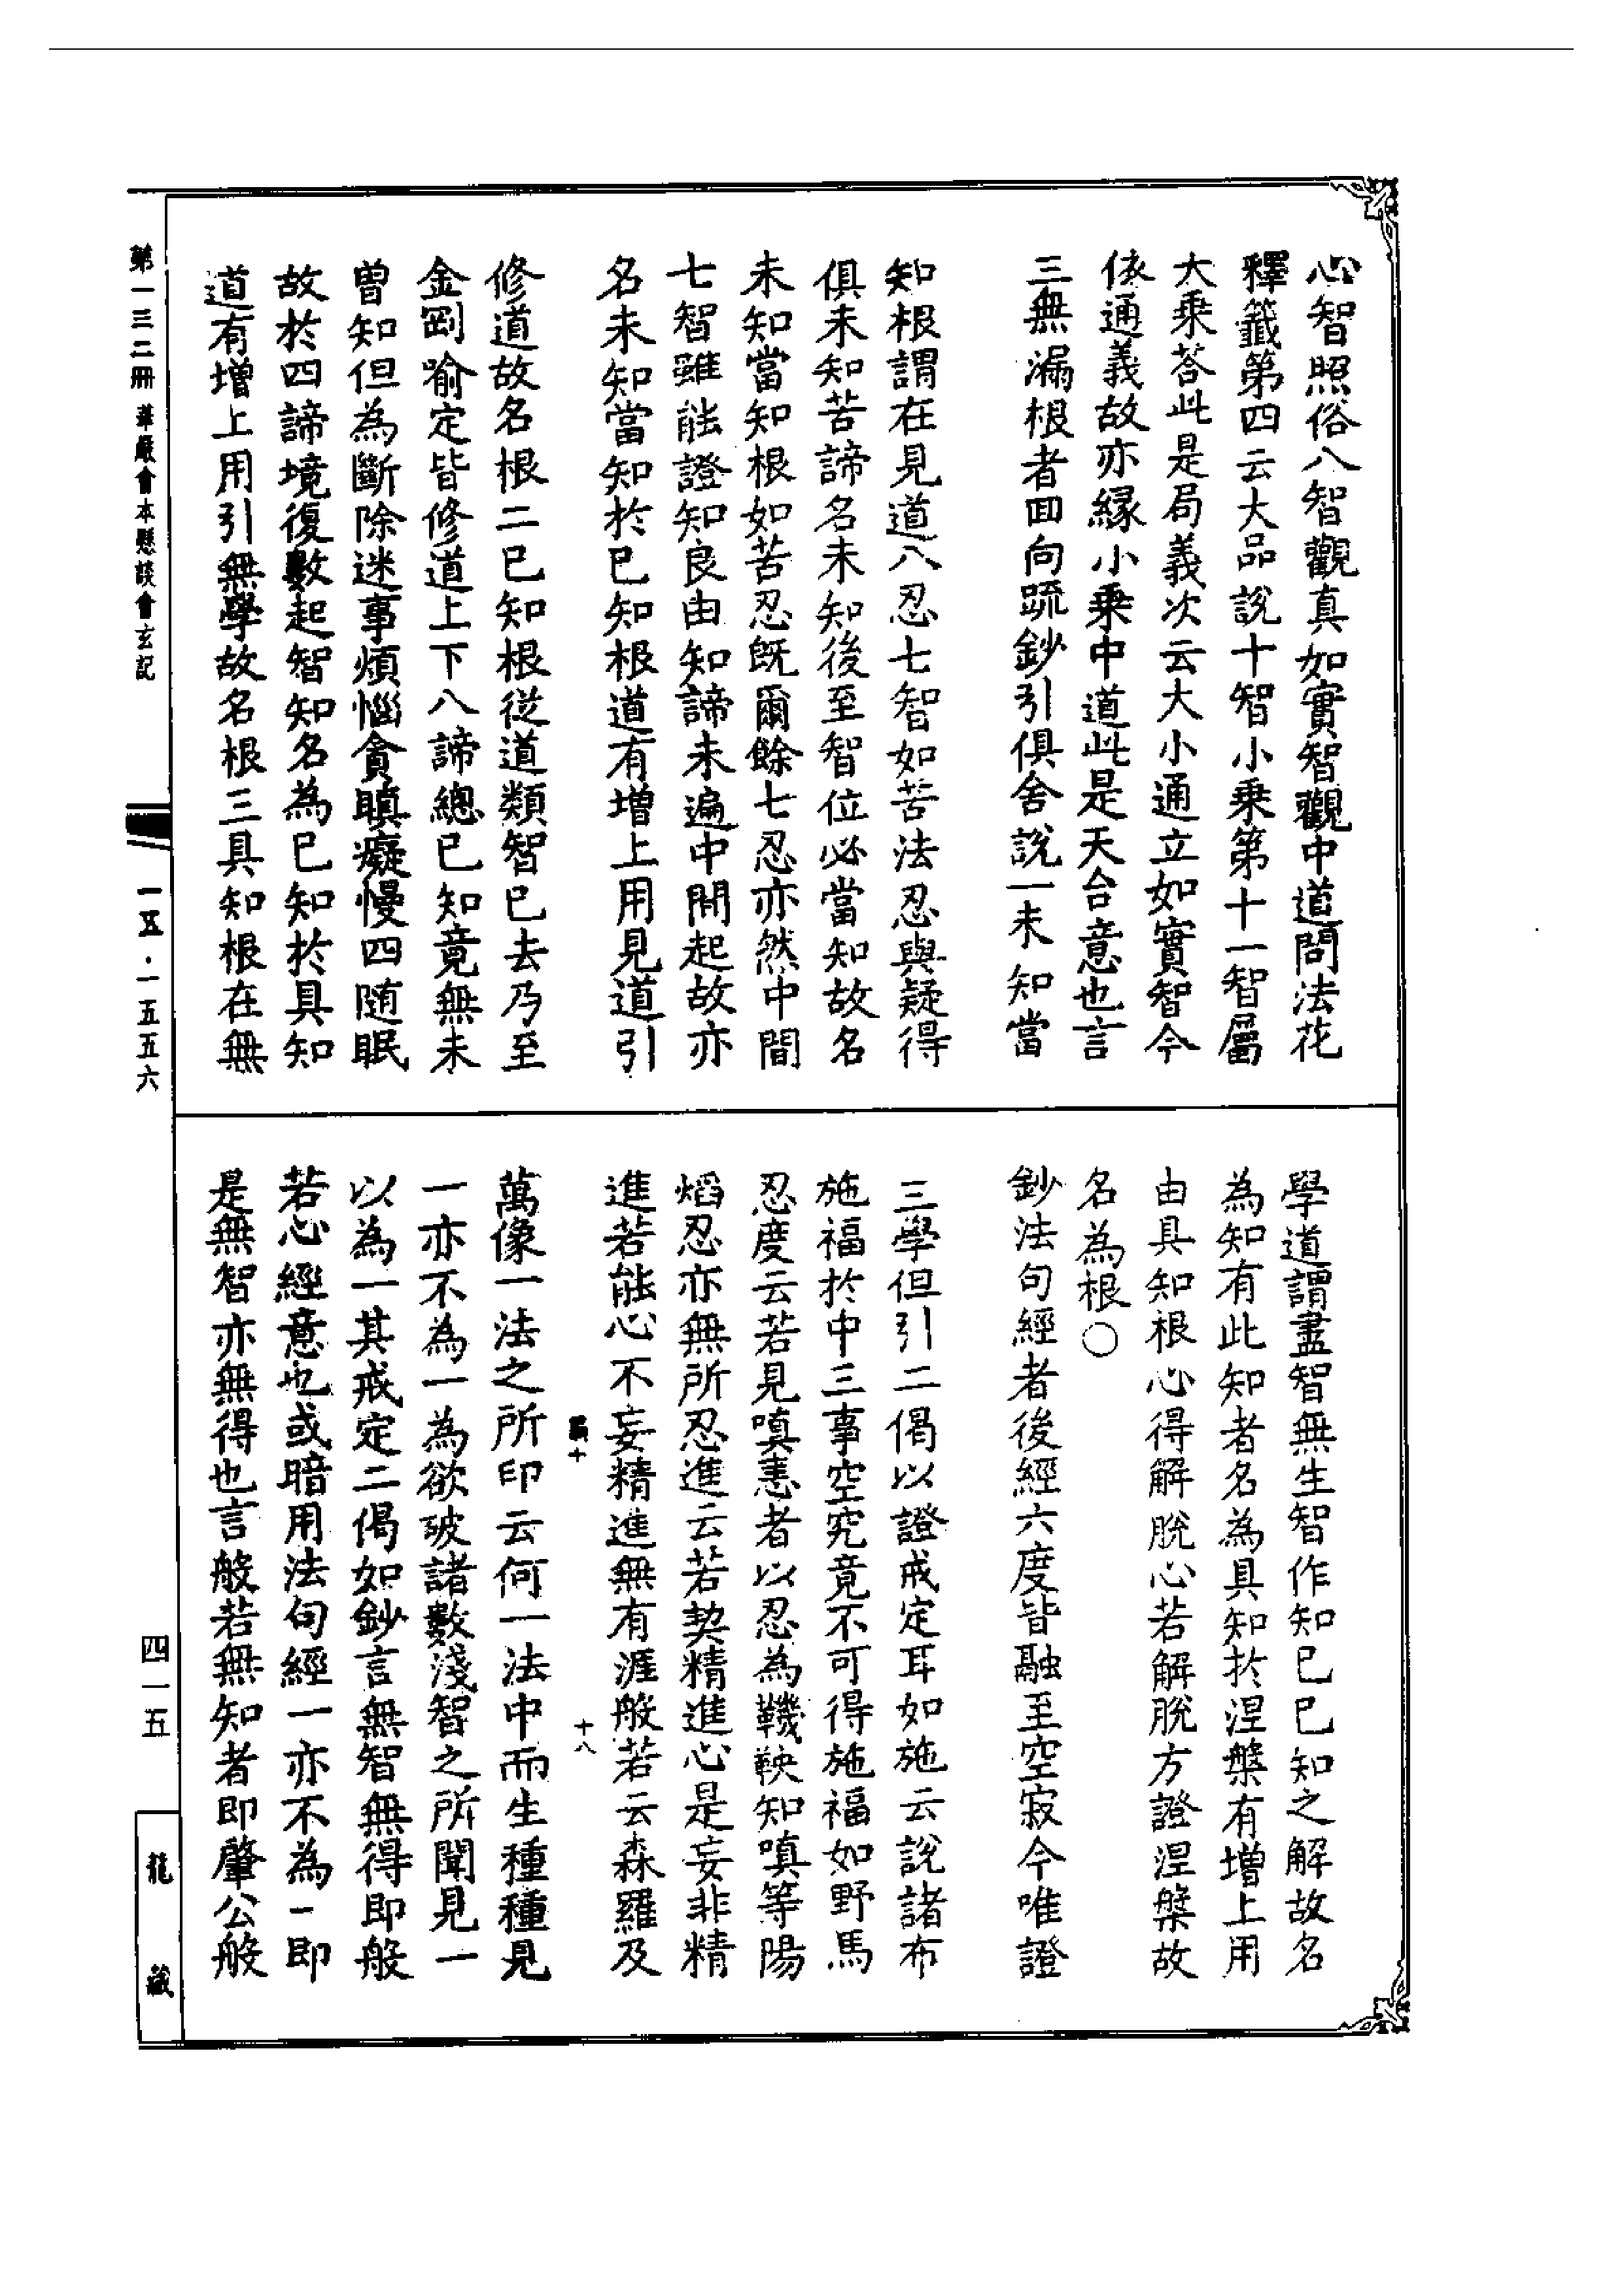 心智照俗八智觀真如實智觀中道問法花
釋籤第四云大品說十智小乗第十一智屬
大乗荅此是局義次云大小通立如實智今
依通義故亦縁小乗中道此是天台意也言
三無漏根者回向疏鈔引俱舍說一未知當
知根謂在見道八忍七智如苦法忍與疑得
俱未知苦諦名未知後至智位必當知故名
未知當知根如苦忍旣爾餘七忍亦然中間
七智雖能證知良由知諦未遍中間起故亦
名未知當知於已知根道有增上用見道引
修道故名根二已知根從道類智已去乃至
金剛喻定皆修道上下八諦總已知竟無未
曾知但為斷除迷事煩惱貪瞋癡慢四随眠
故於四諦境復數起智知名為已知於具知
道有增上用引無學故名根三具知根在無
學道謂盡智無生智作知已已知之解故名
為知有此知者名為具知扵涅槃有增上用
由具知根心得解脫心若解脫方證涅槃故
名為根〇
鈔法句經者後經六度皆融至空寂今唯證
三學但引二偈以證戒定耳如施云說諸布
施福扵中三事空究竟不可得施福如野馬
忍度云若見嗔恚者以忍為鞿鞅知嗔等陽
焰忍亦無所忍進云若契精進心是妄非精
進若能心不妄精進無有涯般若云森羅及
萬像一法之所印云何一法中而生種種見
一亦不為一為欲破諸數淺智之所聞見一
以為一其戒定二偈如鈔言無智無得即般
若心經意也或暗用法句經一亦不為一即
是無智亦無得也言般若無知者即肇公般
十八
第一三二冊 華嚴會本懸談會玄記
一五·一五五六
四一五
龍藏